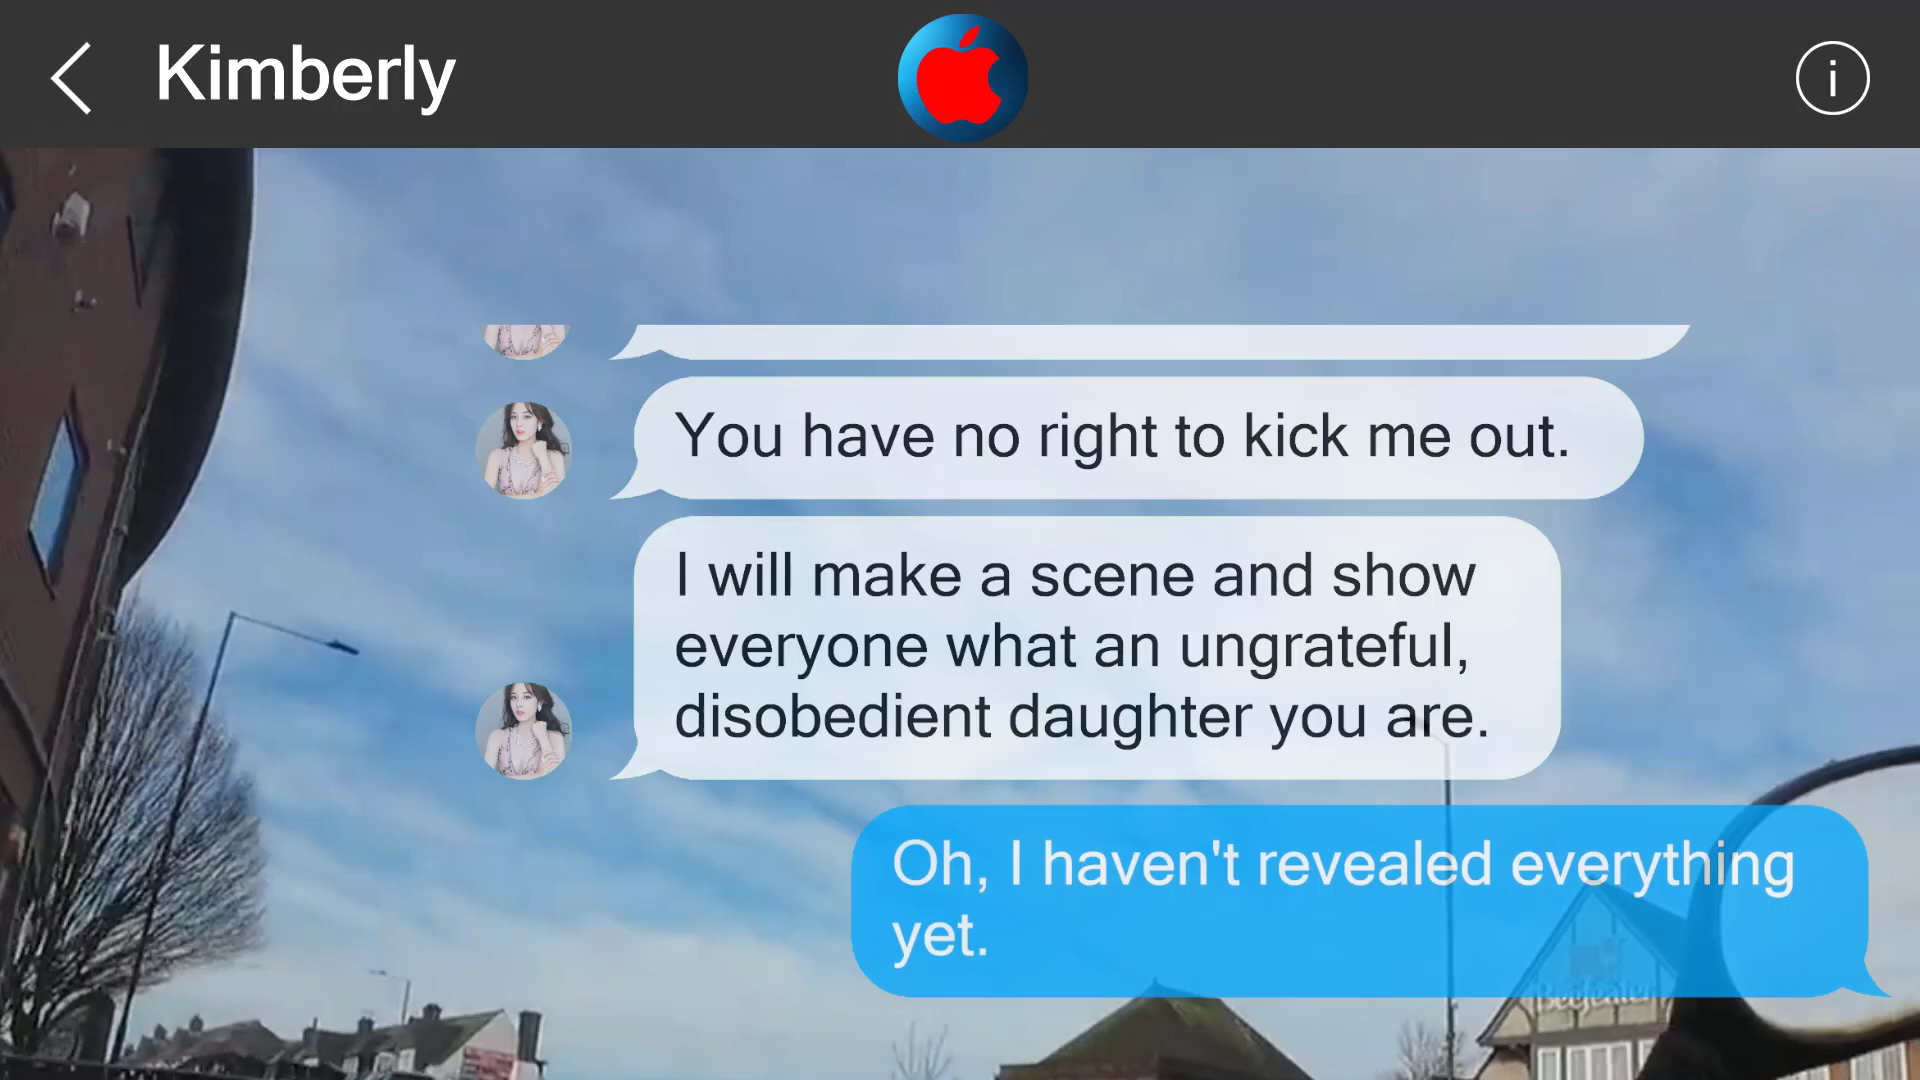 Kimberly
i
You have no right to kick me out.
I will make a scene and show
everyone what an ungrateful,
disobedient daughter you are.
Oh, I haven't revealed everything
yet.
Beefeater